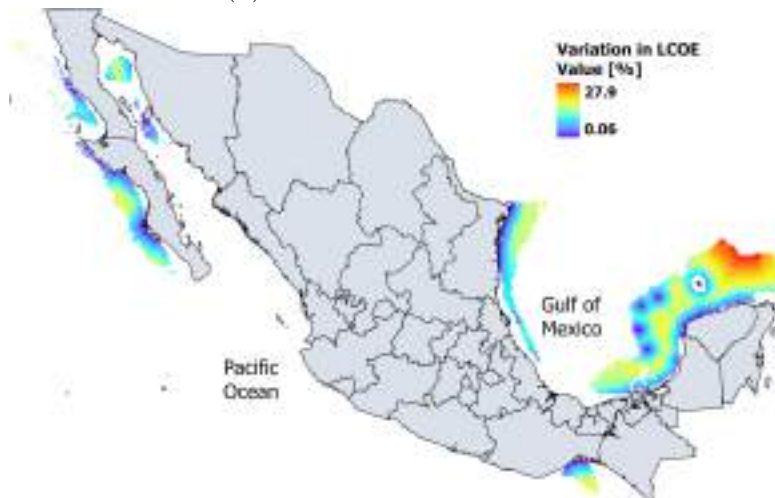 Variation in LCOE
Value [%]
27.9
0.06
Gulf of
Mexico
Pacific
Ocean